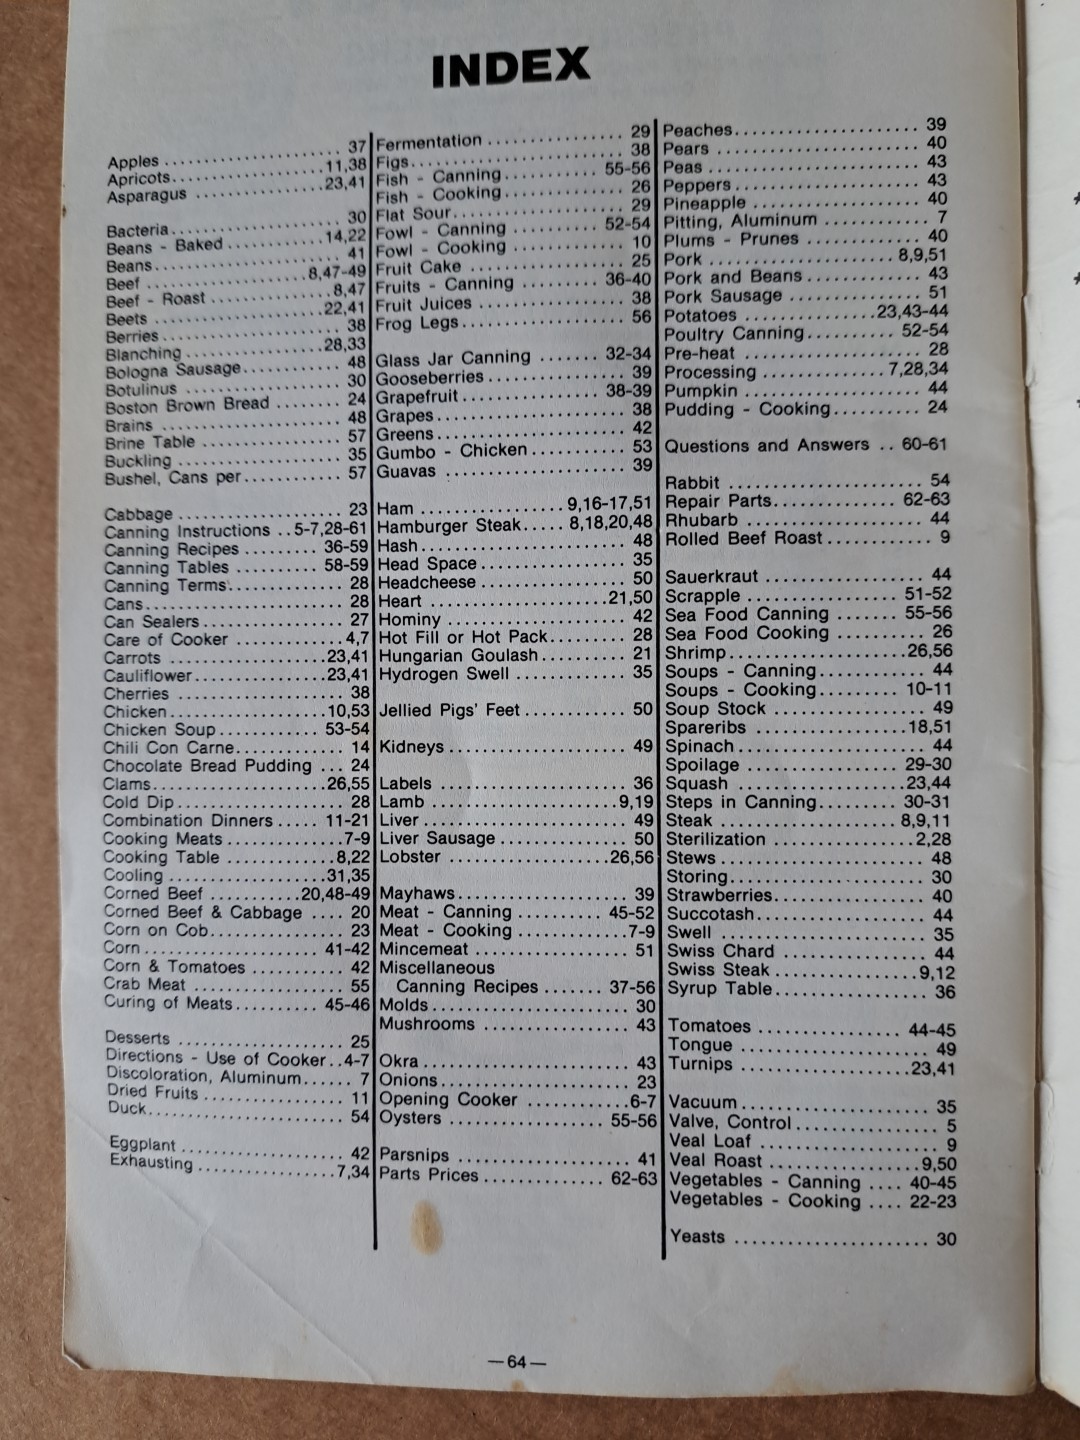 INDEX
Apples .................... 37
Apricots.................. 11,38
Asparagus ............... 23,41
Bacteria.................... 30
Beans - Baked ........... 14,22
Beans...................... 41
Beef .................. 8,47-49
Beef - Roast .............. 8,47
Beets ................... 22,41
Berries .................... 38
Blanching ............... 28,33
Bologna Sausage........... 48
Botulinus .................. 30
Boston Brown Bread ........ 24
Brains ..................... 48
Brine Table ................ 57
Buckling ................... 35
Bushel, Cans per........... 57
Cabbage ................... 23
Canning Instructions ..5-7,28-61
Canning Recipes ......... 36-59
Canning Tables .......... 58-59
Canning Terms.............. 28
Cans....................... 28
Can Sealers ................ 27
Care of Cooker ............ 4,7
Carrots ................. 23,41
Cauliflower.............. 23,41
Cherries ................... 38
Chicken................. 10,53
Chicken Soup ............ 53-54
Chili Con Carne............ 14
Chocolate Bread Pudding ... 24
Clams................... 26,55
Cold Dip................... 28
Combination Dinners ..... 11-21
Cooking Meats ............. 7-9
Cooking Table ............ 8,22
Cooling ................. 31,35
Corned Beef .......... 20,48-49
Corned Beef & Cabbage .... 20
Corn on Cob............... 23
Corn .................... 41-42
Corn & Tomatoes .......... 42
Crab Meat ................. 55
Curing of Meats.......... 45-46
Desserts ................... 25
Directions - Use of Cooker..4-7
Discoloration, Aluminum...... 7
Dried Fruits ................ 11
Duck...................... 54
Eggplant .................. 42
Exhausting ............... 7,34
Fermentation ............... 29
Figs....................... 38
Fish - Canning........... 55-56
Fish - Cooking............. 26
Flat Sour.................. 29
Fowl - Canning .......... 52-54
Fowl - Cooking ............ 10
Fruit Cake ................. 25
Fruits - Canning ......... 36-40
Fruit Juices ................ 38
Frog Legs.................. 56
Glass Jar Canning ....... 32-34
Gooseberries............... 39
Grapefruit............... 38-39
Grapes..................... 38
Greens..................... 42
Gumbo - Chicken........... 53
Guavas .................... 39
Ham ................ 9,16-17,51
Hamburger Steak..... 8,18,20,48
Hash....................... 48
Head Space................ 35
Headcheese ................ 50
Heart ................... 21,50
Hominy .................... 42
Hot Fill or Hot Pack......... 28
Hungarian Goulash.......... 21
Hydrogen Swell ............ 35
Jellied Pigs' Feet ........... 50
Kidneys.................... 49
Labels ..................... 36
Lamb .................... 9,19
Liver ...................... 49
Liver Sausage .............. 50
Lobster ................. 26,56
Mayhaws................... 39
Meat - Canning .......... 45-52
Meat - Cooking............ 7-9
Mincemeat ................. 51
Miscellaneous
Canning Recipes ....... 37-56
Molds...................... 30
Mushrooms ................ 43
Okra....................... 43
Onions..................... 23
Opening Cooker ........... 6-7
Oysters ................. 55-56
Parsnips ................... 41
Parts Prices ............. 62-63
Peaches.................... 39
Pears ...................... 40
Peas ...................... 43
Peppers.................... 43
Pineapple .................. 40
Pitting, Aluminum ............ 7
Plums - Prunes ............. 40
Pork .................. 8,9,51
Pork and Beans............ 43
Pork Sausage .............. 51
Potatoes ............. 23,43-44
Poultry Canning.......... 52-54
Pre-heat ................... 28
Processing ............ 7,28,34
Pumpkin ................... 44
Pudding - Cooking......... 24
Questions and Answers .. 60-61
Rabbit ..................... 54
Repair Parts............. 62-63
Rhubarb ................... 44
Rolled Beef Roast........... 9
Sauerkraut ................. 44
Scrapple ................ 51-52
Sea Food Canning ....... 55-56
Sea Food Cooking ......... 26
Shrimp.................. 26,56
Soups - Canning........... 44
Soups - Cooking......... 10-11
Soup Stock ................ 49
Spareribs ............... 18,51
Spinach.................... 44
Spoilage ................ 29-30
Squash ................. 23,44
Steps in Canning........ 30-31
Steak .................. 8,9,11
Sterilization .............. 2,28
Stews ..................... 48
Storing..................... 30
Strawberries................ 40
Succotash.................. 44
Swell ...................... 35
Swiss Chard ............... 44
Swiss Steak.............. 9,12
Syrup Table................ 36
Tomatoes ............... 44-45
Tongue .................... 49
Turnips ................. 23,41
Vacuum.................... 35
Valve, Control............... 5
Veal Loaf ................... 9
Veal Roast ............... 9,50
Vegetables - Canning .... 40-45
Vegetables - Cooking .... 22-23
Yeasts ..................... 30
—64—